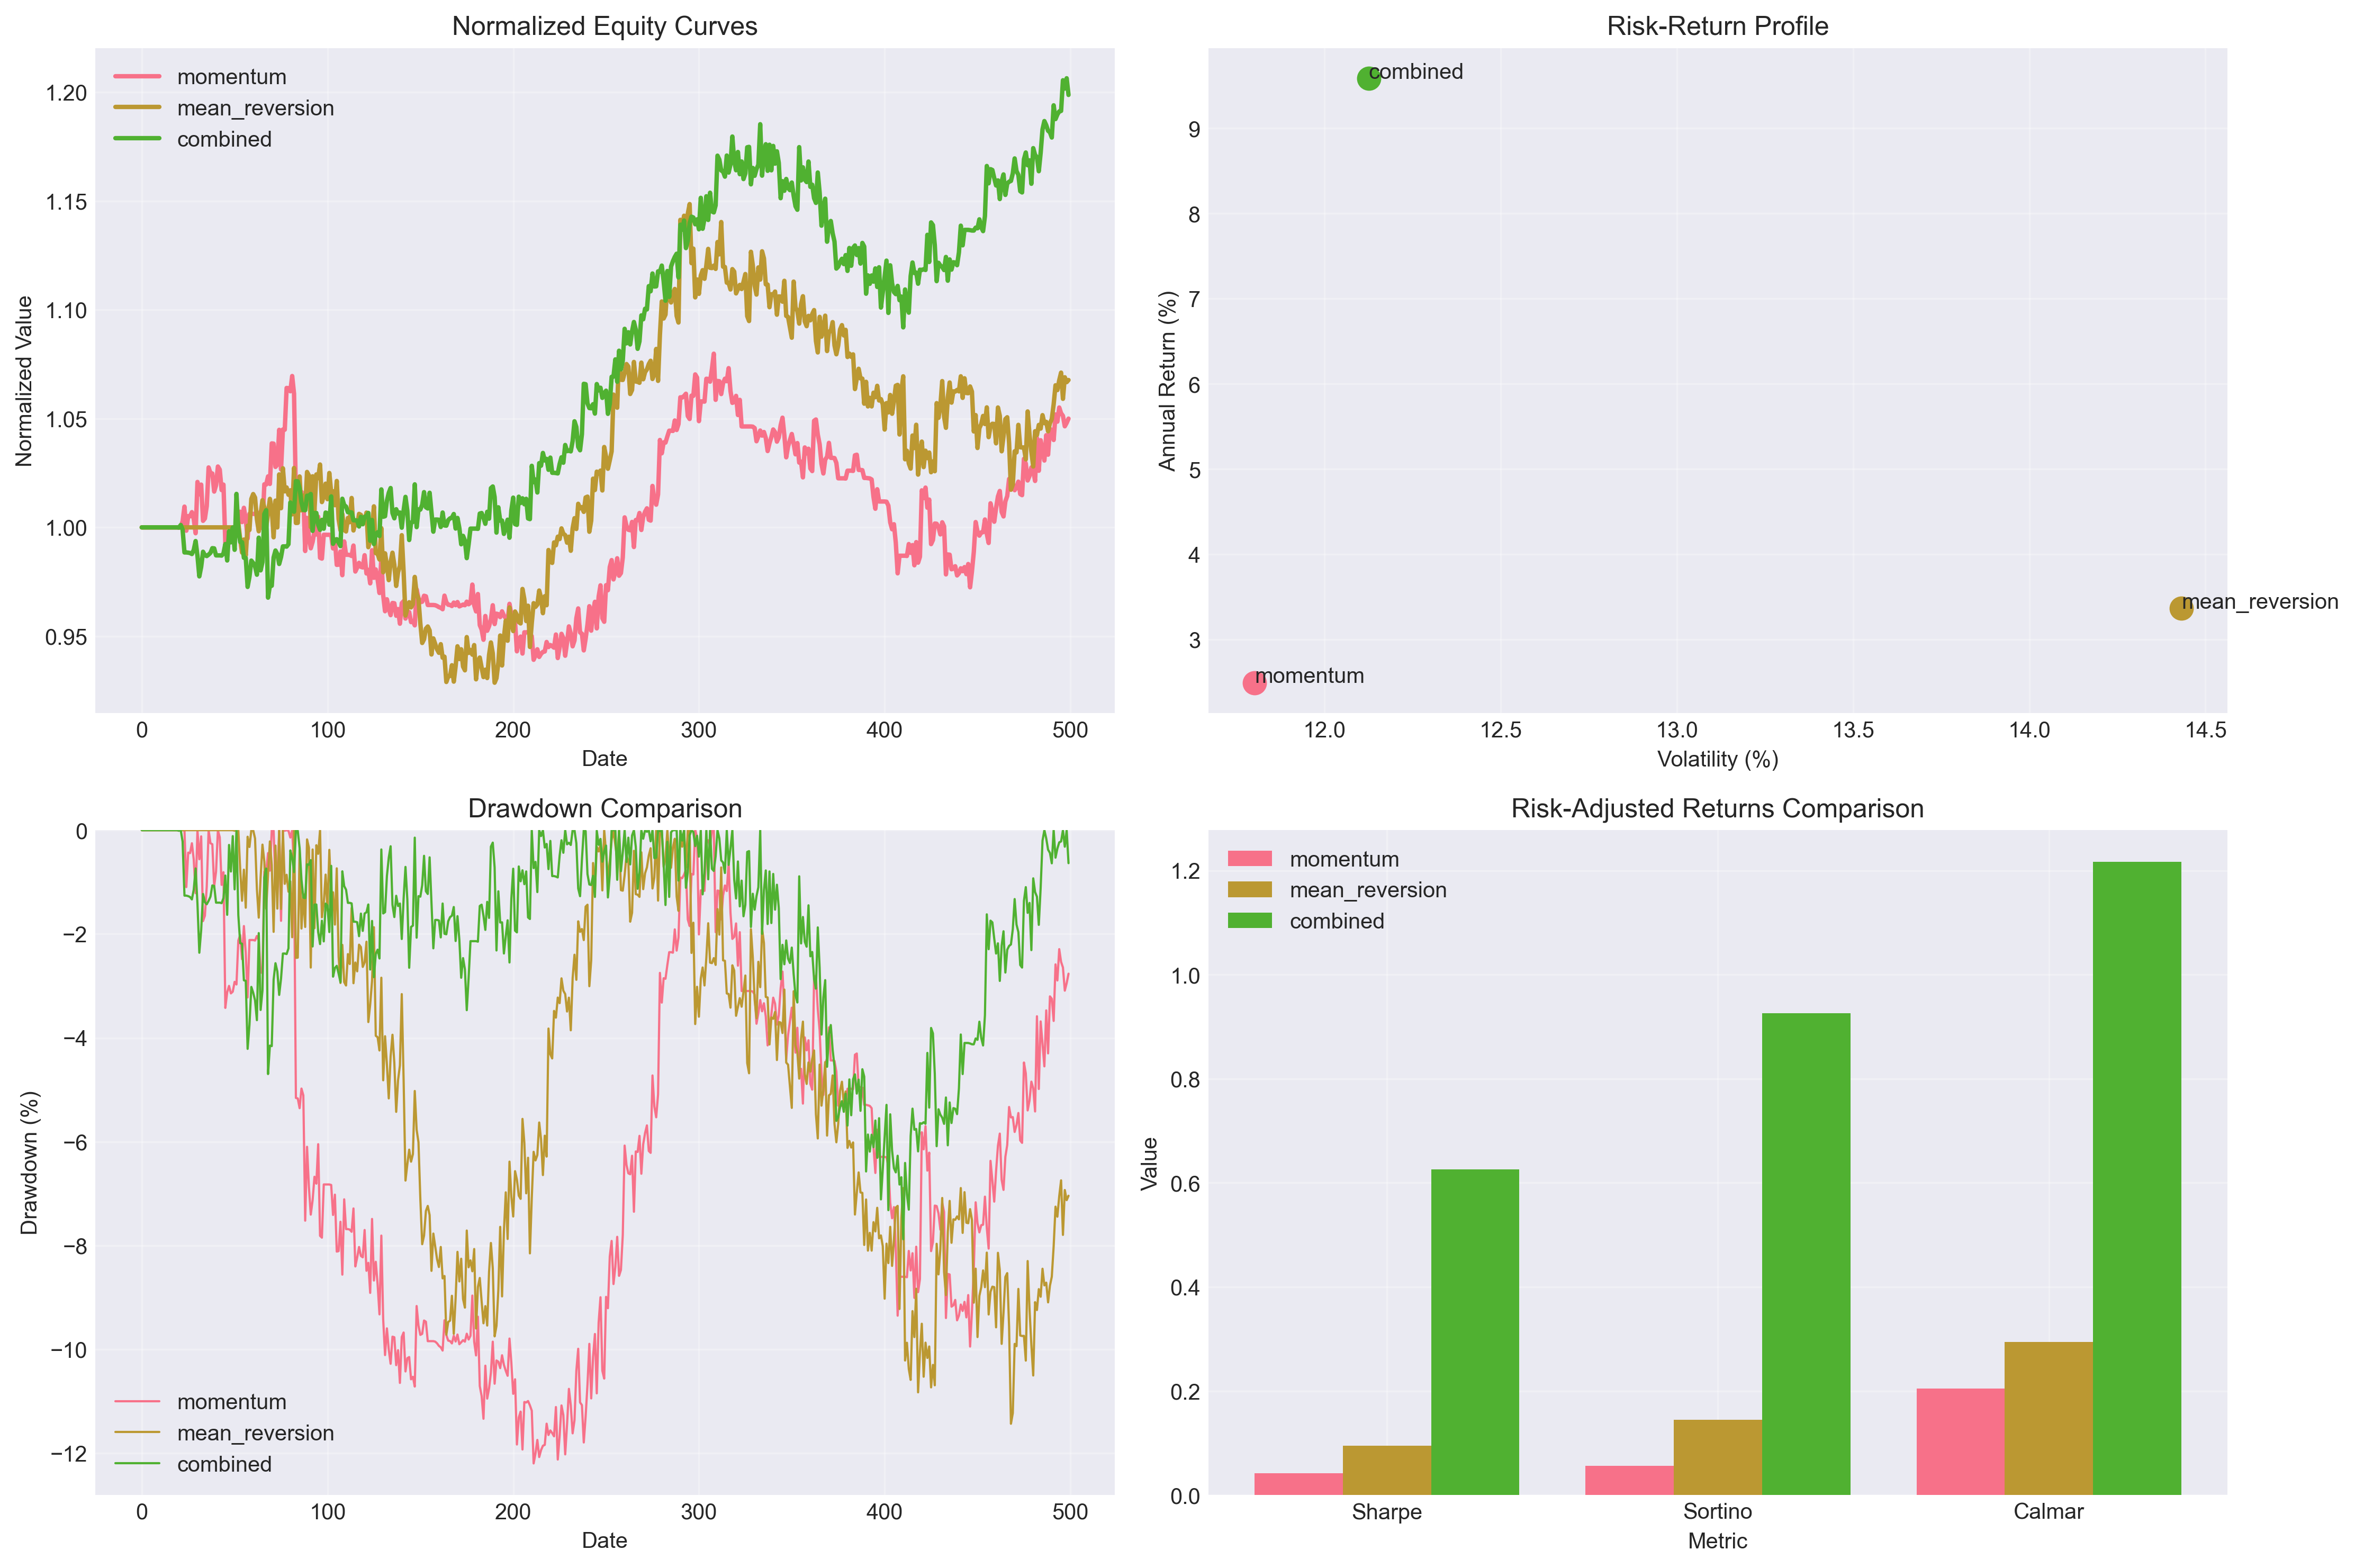 Normalized Equity Curves
momentum
mean_reversion
combined
1.20
1.15
1.10
1.05
1.00
0.95
Normalized Value
0 100 200 300 400 500
Date
Risk-Return Profile
combined
mean_reversion
momentum
9
8
7
6
5
4
3
Annual Return (%)
12.0 12.5 13.0 13.5 14.0 14.5
Volatility (%)
Drawdown Comparison
0
−2
−4
−6
−8
−10
−12
Drawdown (%)
momentum
mean_reversion
combined
0 100 200 300 400 500
Date
Risk-Adjusted Returns Comparison
momentum
mean_reversion
combined
1.2
1.0
0.8
0.6
0.4
0.2
0.0
Value
Sharpe Sortino Calmar
Metric